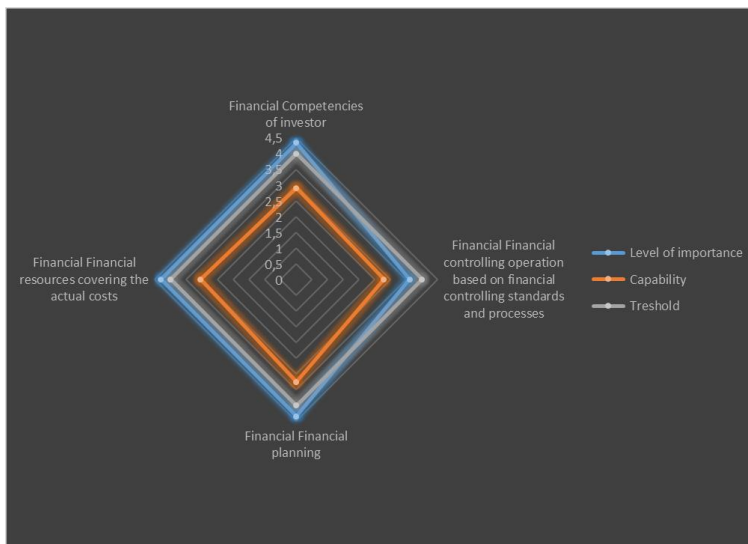 Financial Competencies
of investor
4,5
4
3,5
3
2,5
2
1,5
1
0,5
0
Financial Financial
controlling operation
based on financial
controlling standards
and processes
Financial Financial
planning
Financial Financial
resources covering the
actual costs
Level of importance
Capability
Treshold